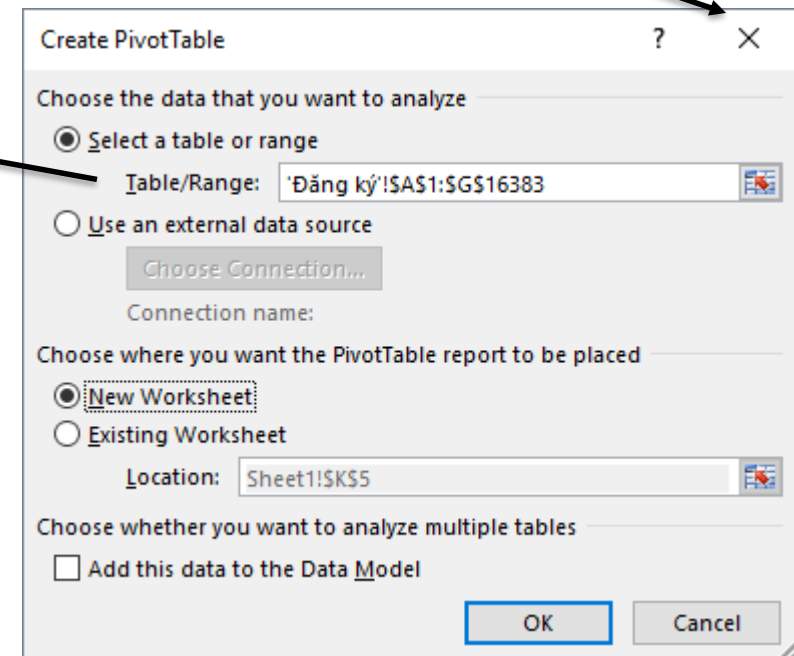 Create PivotTable ? ×
Choose the data that you want to analyze
Select a table or range
Table/Range: 'Đăng ký'!$A$1:$G$16383
Use an external data source
Choose Connection...
Connection name:
Choose where you want the PivotTable report to be placed
New Worksheet
Existing Worksheet
Location: Sheet1!$K$5
Choose whether you want to analyze multiple tables
Add this data to the Data Model
OK Cancel